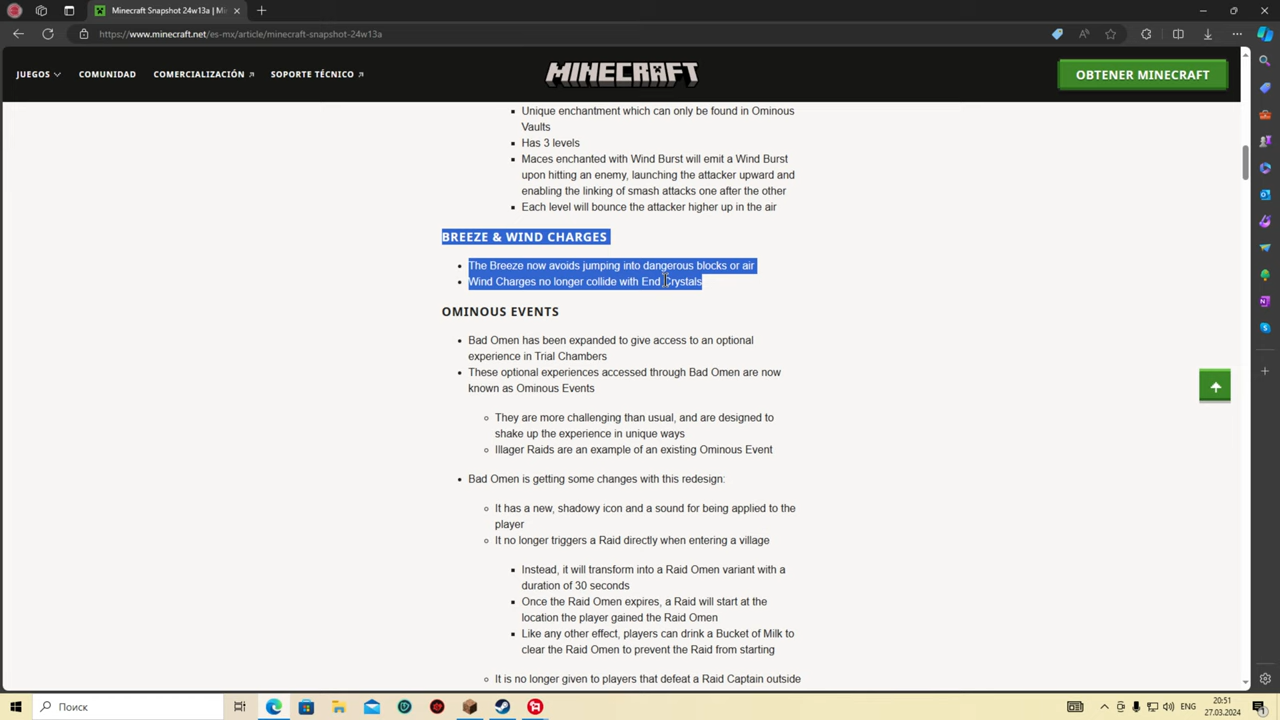 Minecraft Snapshot 24w13a |
https://www.minecraft.net/es-mx/article/minecraft-snapshot-24w13a
JUEGOS
COMUNIDAD
COMERCIALIZACIÓN
SOPORTE TÉCNICO
MINECRAFT
OBTENER MINECRAFT
Unique enchantment which can only be found in Ominous
Vaults
Has 3 levels
Maces enchanted with Wind Burst will emit a Wind Burst
upon hitting an enemy, launching the attacker upward and
enabling the linking of smash attacks one after the other
Each level will bounce the attacker higher up in the air
BREEZE & WIND CHARGES
The Breeze now avoids jumping into dangerous blocks or air
Wind Charges no longer collide with End Crystals
OMINOUS EVENTS
Bad Omen has been expanded to give access to an optional
experience in Trial Chambers
These optional experiences accessed through Bad Omen are now
known as Ominous Events
They are more challenging than usual, and are designed to
shake up the experience in unique ways
Illager Raids are an example of an existing Ominous Event
Bad Omen is getting some changes with this redesign:
It has a new, shadowy icon and a sound for being applied to the
player
It no longer triggers a Raid directly when entering a village
Instead, it will transform into a Raid Omen variant with a
duration of 30 seconds
Once the Raid Omen expires, a Raid will start at the
location the player gained the Raid Omen
Like any other effect, players can drink a Bucket of Milk to
clear the Raid Omen to prevent the Raid from starting
It is no longer given to players that defeat a Raid Captain outside
Поиск
ENG
20:51
27.03.2024